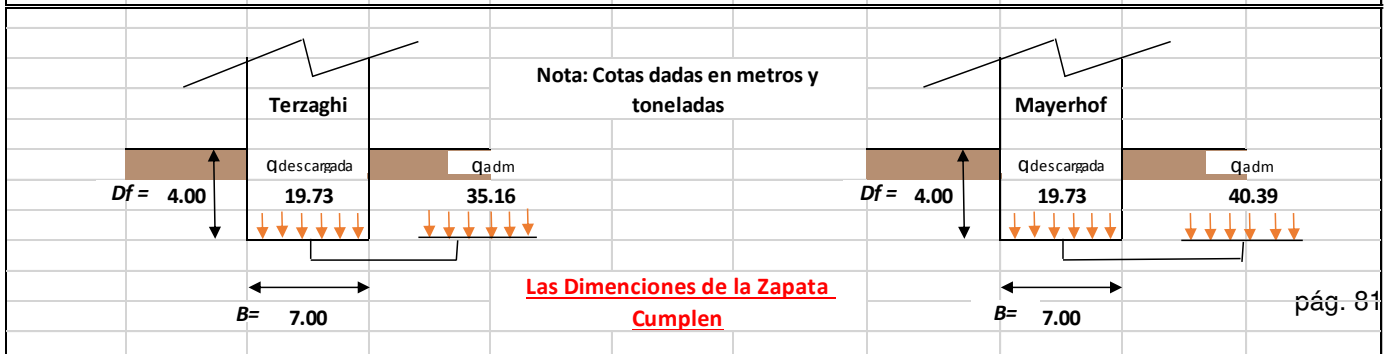 Nota: Cotas dadas en metros y
toneladas
Terzaghi
qdescargada
qadm
Df = 4.00
19.73
35.16
B= 7.00
Mayerhof
qdescargada
qadm
Df = 4.00
19.73
40.39
B= 7.00
Las Dimenciones de la Zapata
Cumplen
pág. 81